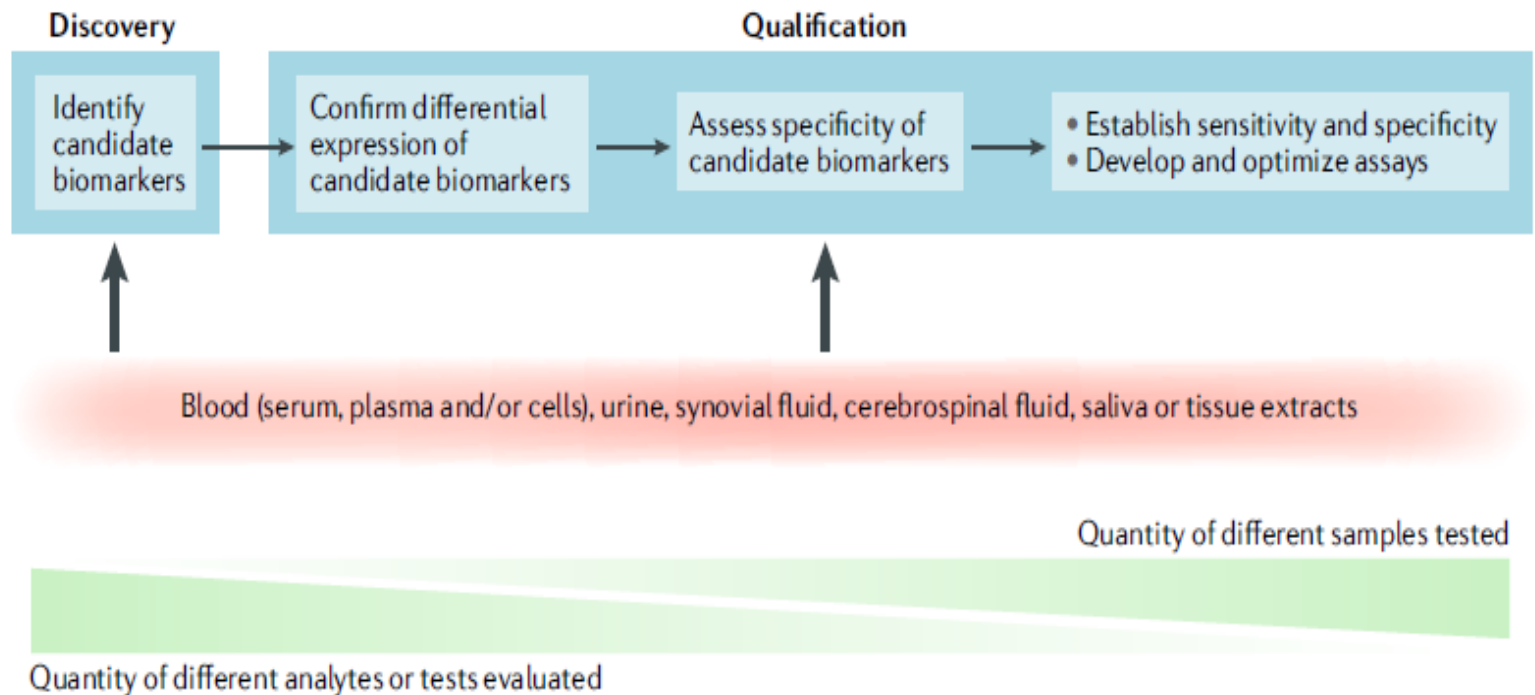 Discovery
Qualification
Identify
candidate
biomarkers
Confirm differential
expression of
candidate biomarkers
Assess specificity of
candidate biomarkers
• Establish sensitivity and specificity
• Develop and optimize assays
Blood (serum, plasma and/or cells), urine, synovial fluid, cerebrospinal fluid, saliva or tissue extracts
Quantity of different samples tested
Quantity of different analytes or tests evaluated